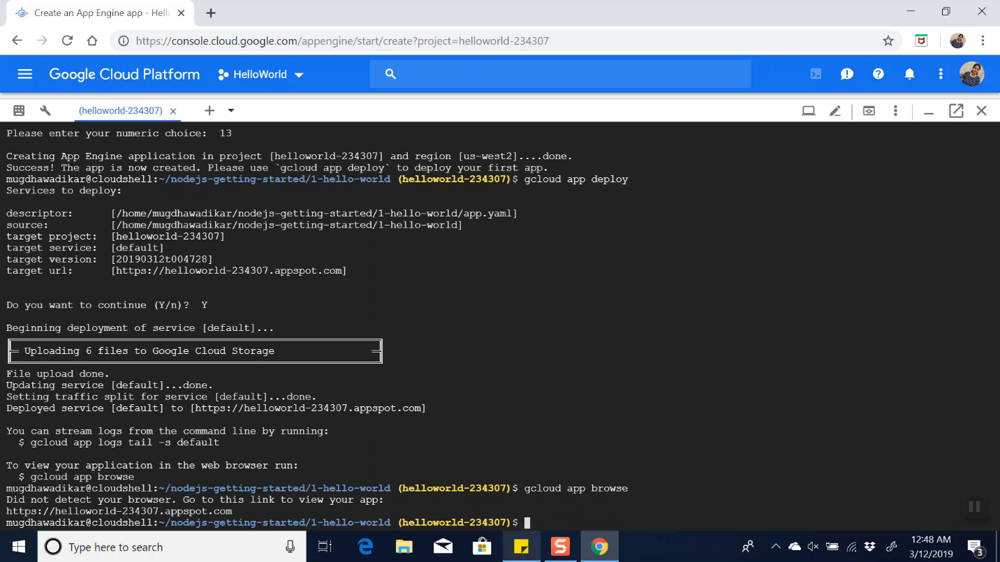 Create an App Engine app - Hell
https://console.cloud.google.com/appengine/start/create?project=helloworld-234307
Google Cloud Platform HelloWorld
(helloworld-234307)
Please enter your numeric choice:  13
Creating App Engine application in project [helloworld-234307] and region [us-west2]....done.
Success! The app is now created. Please use `gcloud app deploy` to deploy your first app.
mugdhawadikar@cloudshell:~/nodejs-getting-started/1-hello-world (helloworld-234307)$ gcloud app deploy
Services to deploy:
descriptor:      [/home/mugdhawadikar/nodejs-getting-started/1-hello-world/app.yaml]
source:          [/home/mugdhawadikar/nodejs-getting-started/1-hello-world]
target project:  [helloworld-234307]
target service:  [default]
target version:  [20190312t004728]
target url:      [https://helloworld-234307.appspot.com]
Do you want to continue (Y/n)?  Y
Beginning deployment of service [default]...
Uploading 6 files to Google Cloud Storage
File upload done.
Updating service [default]...done.
Setting traffic split for service [default]...done.
Deployed service [default] to [https://helloworld-234307.appspot.com]
You can stream logs from the command line by running:
$ gcloud app logs tail -s default
To view your application in the web browser run:
$ gcloud app browse
mugdhawadikar@cloudshell:~/nodejs-getting-started/1-hello-world (helloworld-234307)$ gcloud app browse
Did not detect your browser. Go to this link to view your app:
https://helloworld-234307.appspot.com
mugdhawadikar@cloudshell:~/nodejs-getting-started/1-hello-world (helloworld-234307)$
Type here to search
S
12:48 AM
3/12/2019
3